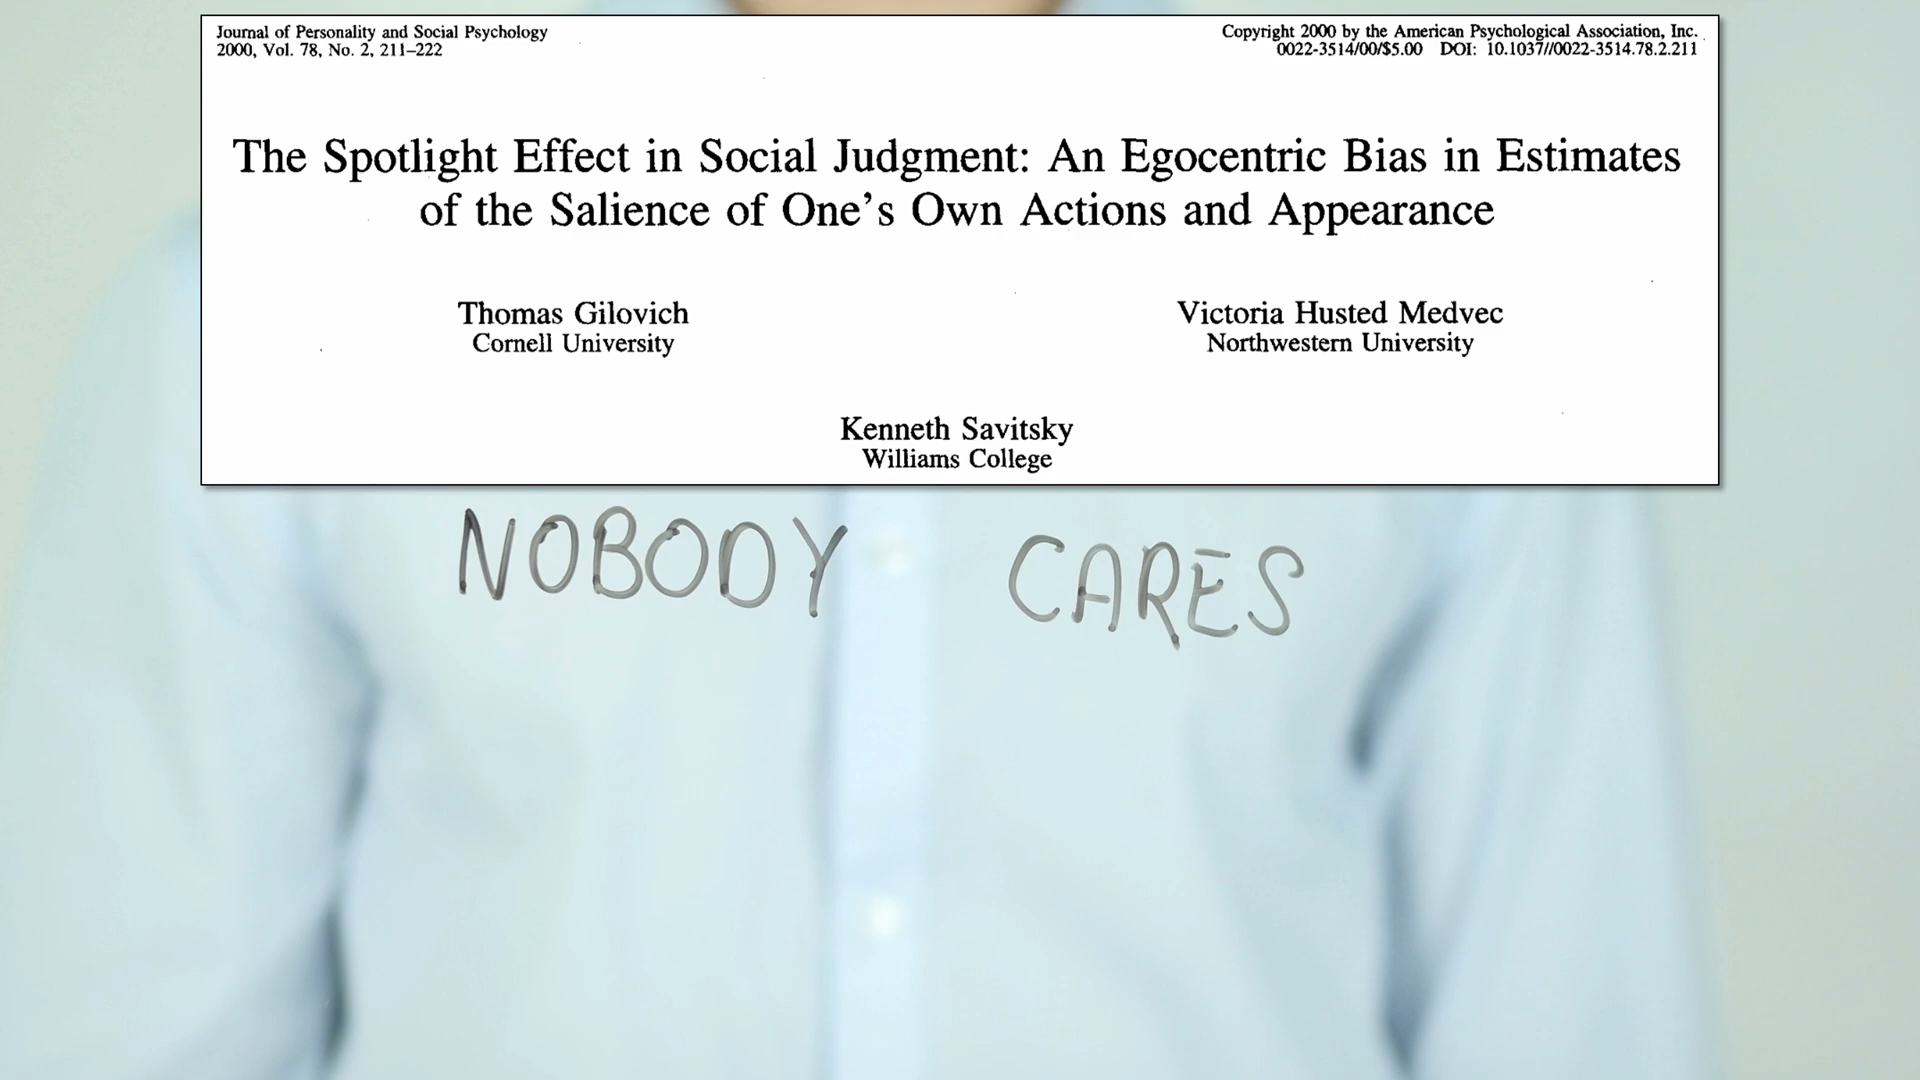 Journal of Personality and Social Psychology
2000, Vol. 78, No. 2, 211–222
Copyright 2000 by the American Psychological Association, Inc.
0022-3514/00/$5.00 DOI: 10.1037//0022-3514.78.2.211
The Spotlight Effect in Social Judgment: An Egocentric Bias in Estimates
of the Salience of One's Own Actions and Appearance
Thomas Gilovich
Cornell University
Victoria Husted Medvec
Northwestern University
Kenneth Savitsky
Williams College
NOBODY CARES